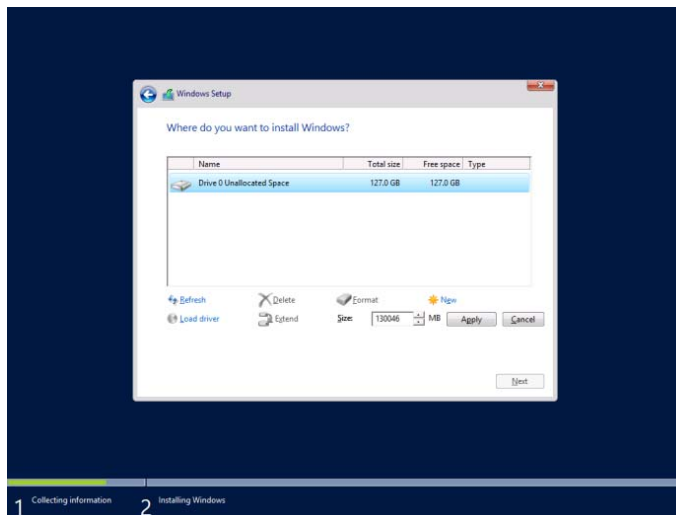 Windows Setup
Where do you want to install Windows?
Name Total size Free space Type
Drive 0 Unallocated Space 127.0 GB 127.0 GB
Refresh Delete Format New
Load driver Extend Size: 130046 MB Apply Cancel
Next
1 Collecting information 2 Installing Windows